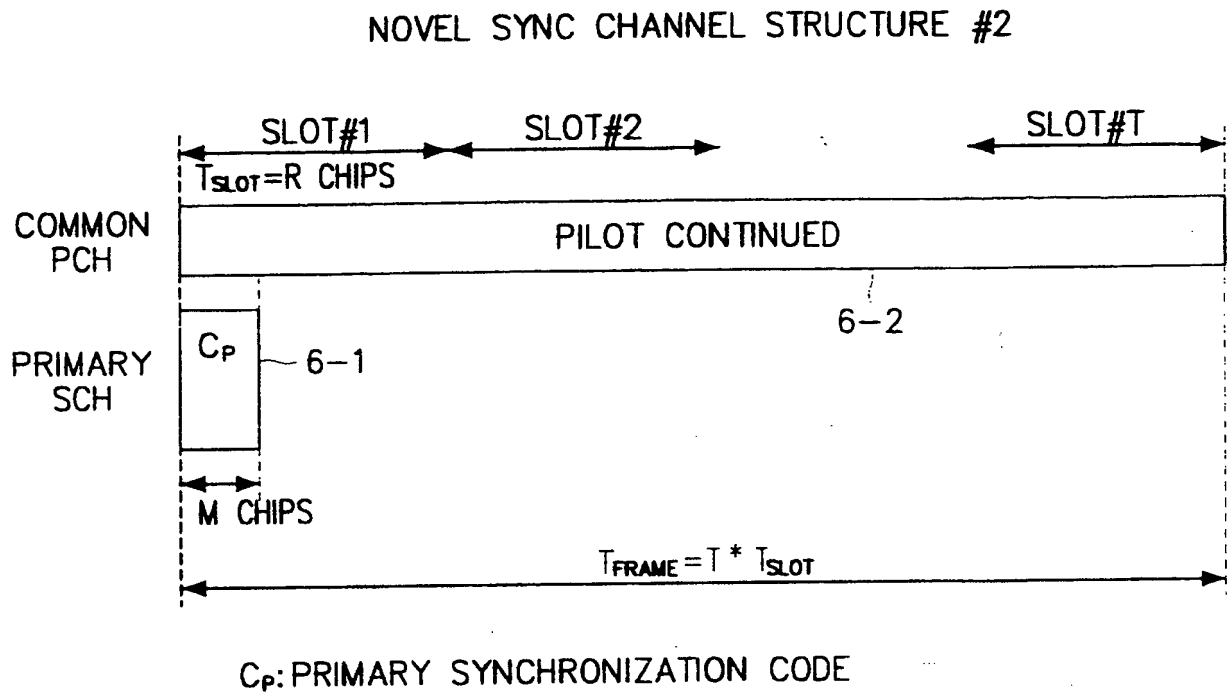 NOVEL SYNC CHANNEL STRUCTURE #2
SLOT#1
SLOT#2
SLOT#T
TSLOT=R CHIPS
COMMON
PCH
PILOT CONTINUED
6-2
PRIMARY
SCH
CP
6-1
M CHIPS
TFRAME=T * TSLOT
CP: PRIMARY SYNCHRONIZATION CODE